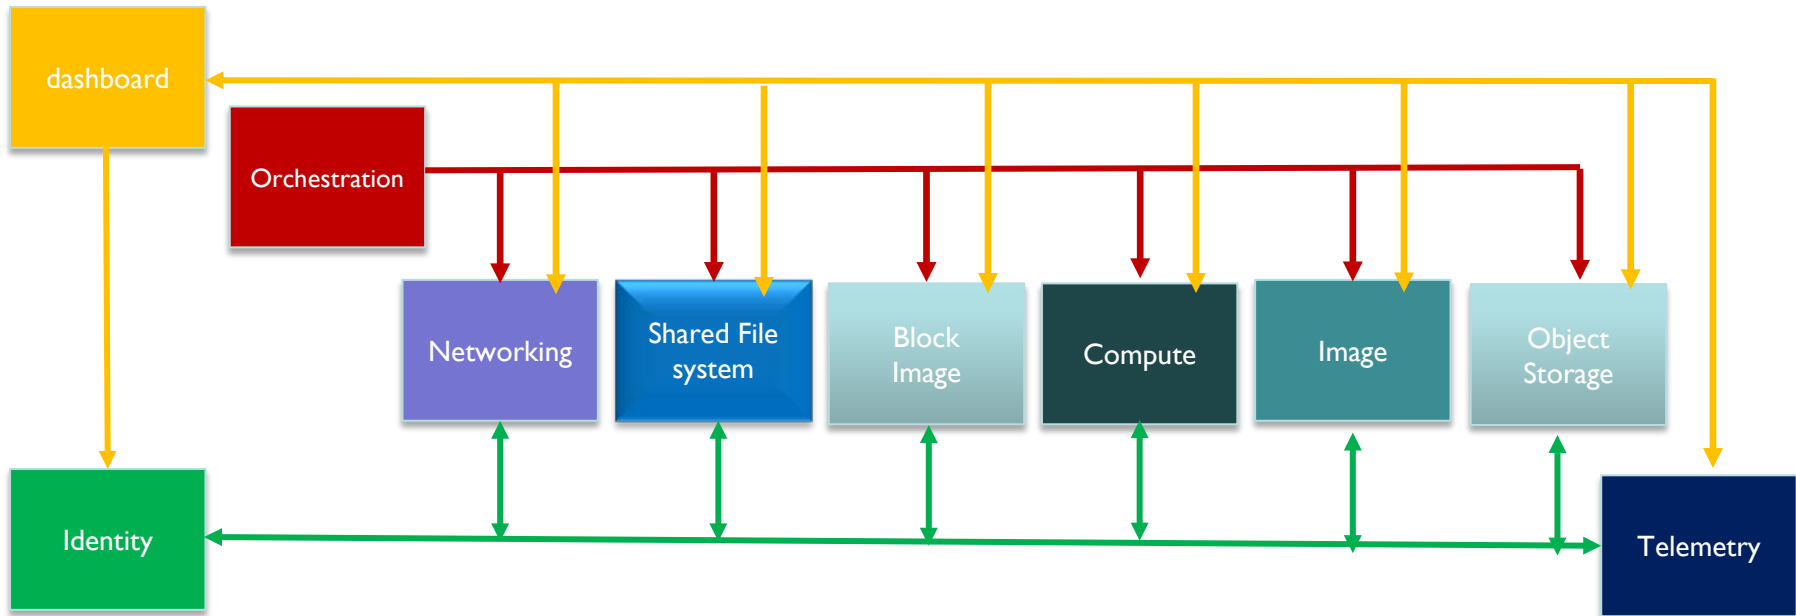 dashboard
Orchestration
Networking
Shared File
system
Block
Image
Compute
Image
Object
Storage
Identity
Telemetry